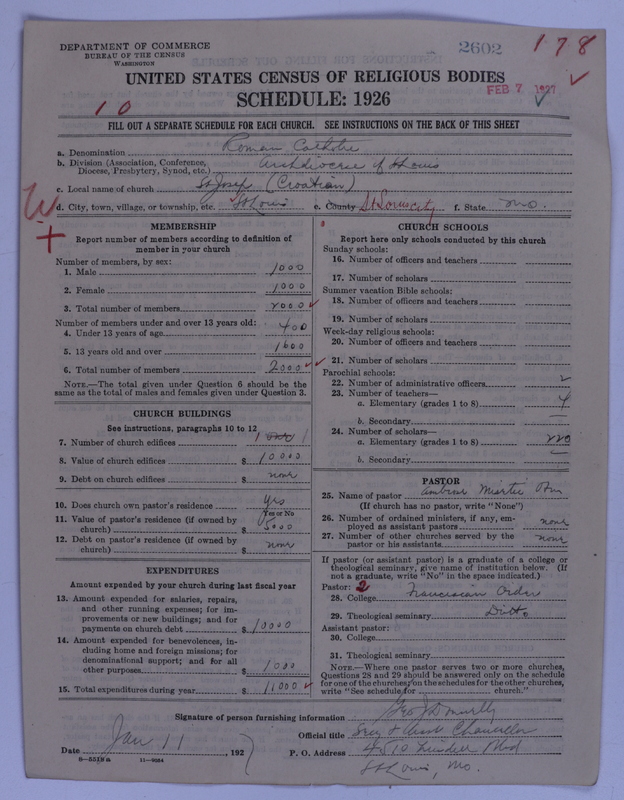 DEPARTMENT OF COMMERCE
BUREAU OF THE CENSUS
WASHINGTON
2602
178
UNITED STATES CENSUS OF RELIGIOUS BODIES
FEB 7 1927
SCHEDULE: 1926
10
FILL OUT A SEPARATE SCHEDULE FOR EACH CHURCH. SEE INSTRUCTIONS ON THE BACK OF THIS SHEET
a. Denomination Roman Catholic
b. Division (Association, Conference, Diocese, Presbytery, Synod, etc.) Archdiocese of St Louis
c. Local name of church St Josep (Croatian)
d. City, town, village, or township, etc. St Louis e. County St Louis city f. State Mo.
MEMBERSHIP
Report number of members according to definition of member in your church
Number of members, by sex:
1. Male 1000
2. Female 1000
3. Total number of members 2000
Number of members under and over 13 years old:
4. Under 13 years of age 400
5. 13 years old and over 1600
6. Total number of members 2000
NOTE.—The total given under Question 6 should be the same as the total of males and females given under Question 3.
CHURCH BUILDINGS
See instructions, paragraphs 10 to 12
7. Number of church edifices 1 one 1
8. Value of church edifices $ 10000
9. Debt on church edifices $ none
10. Does church own pastor's residence yes
Yes or No
11. Value of pastor's residence (if owned by church) $ 5000
12. Debt on pastor's residence (if owned by church) $ none
EXPENDITURES
Amount expended by your church during last fiscal year
13. Amount expended for salaries, repairs, and other running expenses; for improvements or new buildings; and for payments on church debt $ 10000
14. Amount expended for benevolences, including home and foreign missions; for denominational support; and for all other purposes $ 1000
15. Total expenditures during year $ 11000
CHURCH SCHOOLS
Report here only schools conducted by this church
Sunday schools:
16. Number of officers and teachers
17. Number of scholars
Summer vacation Bible schools:
18. Number of officers and teachers
19. Number of scholars
Week-day religious schools:
20. Number of officers and teachers
21. Number of scholars
Parochial schools:
22. Number of administrative officers
23. Number of teachers—
a. Elementary (grades 1 to 8) 4
b. Secondary —
24. Number of scholars—
a. Elementary (grades 1 to 8) 220
b. Secondary —
PASTOR
25. Name of pastor
(If church has no pastor, write "None")
26. Number of ordained ministers, if any, employed as assistant pastors none
27. Number of other churches served by the pastor or his assistants none
If pastor (or assistant pastor) is a graduate of a college or theological seminary, give name of institution below. (If not a graduate, write "No" in the space indicated.)
Pastor: 2
28. College Franciscan Order
29. Theological seminary Ditto
Assistant pastor:
30. College
31. Theological seminary
NOTE.—Where one pastor serves two or more churches, Questions 28 and 29 should be answered only on the schedule for one of the churches; on the schedules for the other churches, write "See schedule for church."
Signature of person furnishing information Geo J Donnelly
Official title Secy & Asst Chancellor
Date Jan 11 1927
P. O. Address 4510 Lindell Blvd
St Louis, Mo.
8—5518a 11—9054